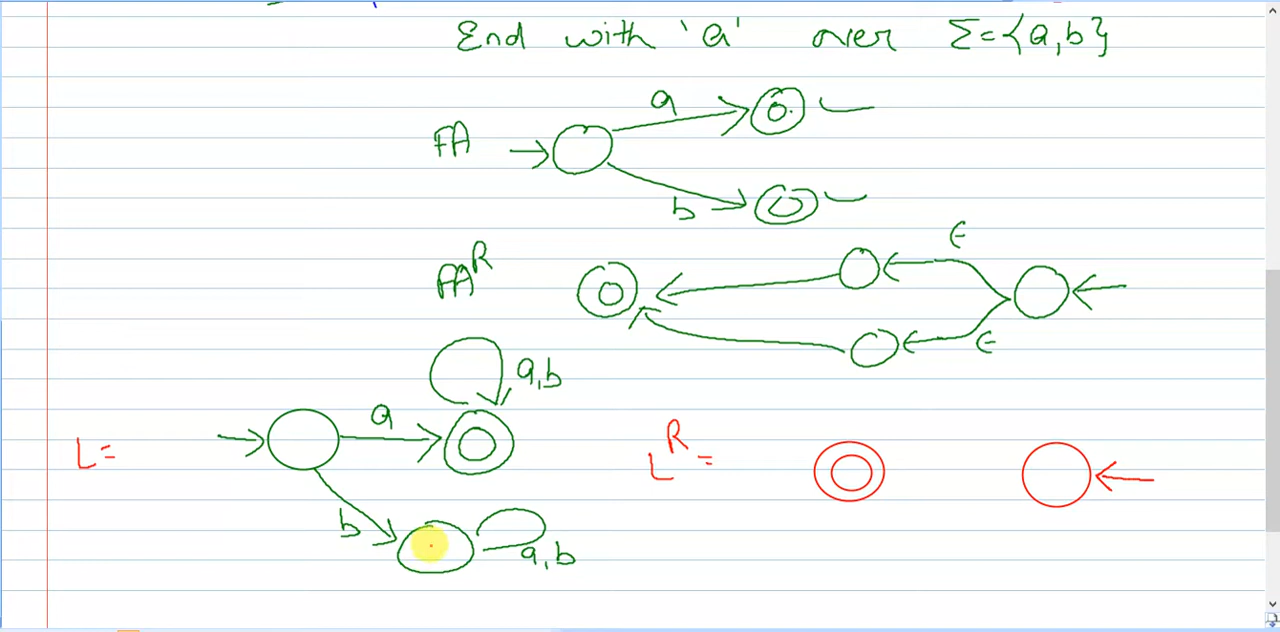 End with 'a' over Σ={a,b}
a
FA
b
ϵ
FA^R
ϵ
a,b
a
L=
L^R=
b
a,b